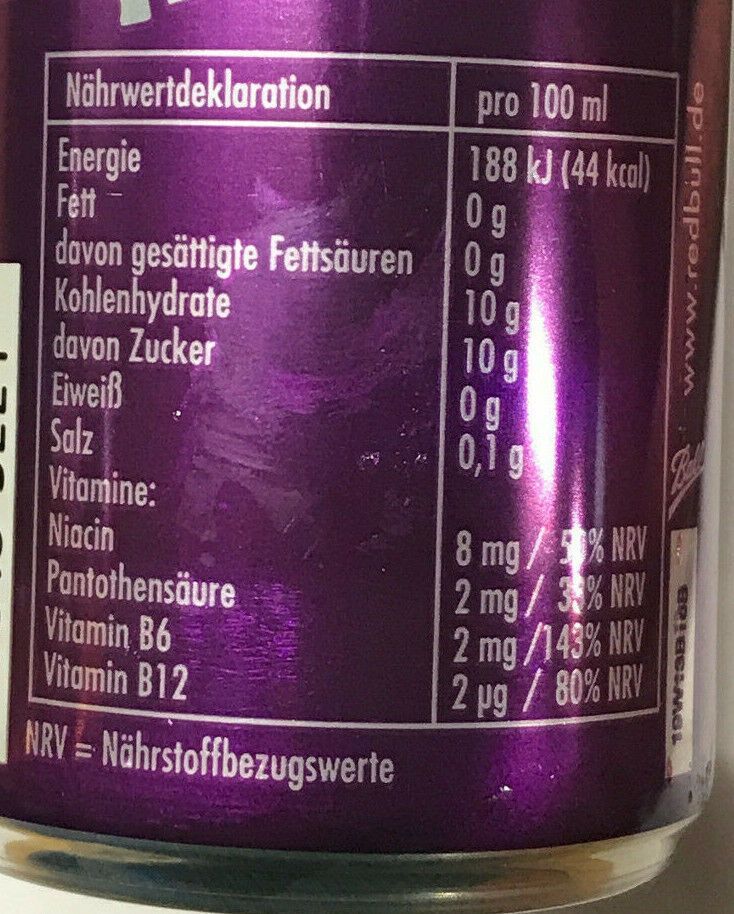 Nährwertdeklaration pro 100 ml
Energie 188 kJ (44 kcal)
Fett 0 g
davon gesättigte Fettsäuren 0 g
Kohlenhydrate 10 g
davon Zucker 10 g
Eiweiß 0 g
Salz 0,1 g
Vitamine:
Niacin 8 mg / % NRV
Pantothensäure 2 mg / % NRV
Vitamin B6 2 mg /143% NRV
Vitamin B12 2 µg / 80% NRV
NRV = Nährstoffbezugswerte
www.redbull.de
Ball